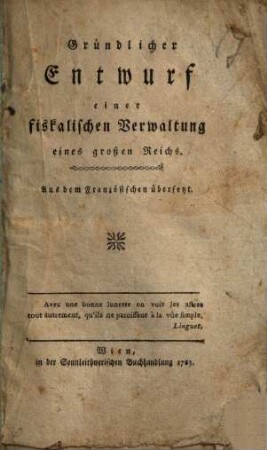 Gründlicher
Entwurf
einer
fiskalischen Verwaltung
eines großen Reichs.
Aus dem Französischen übersetzt.
Avec une bonne lunette on voit les astres
tout autrement, qu'ils ne paroissent à la vûe simple,
Linguet.
Wien,
in der Sonnleithnerischen Buchhandlung